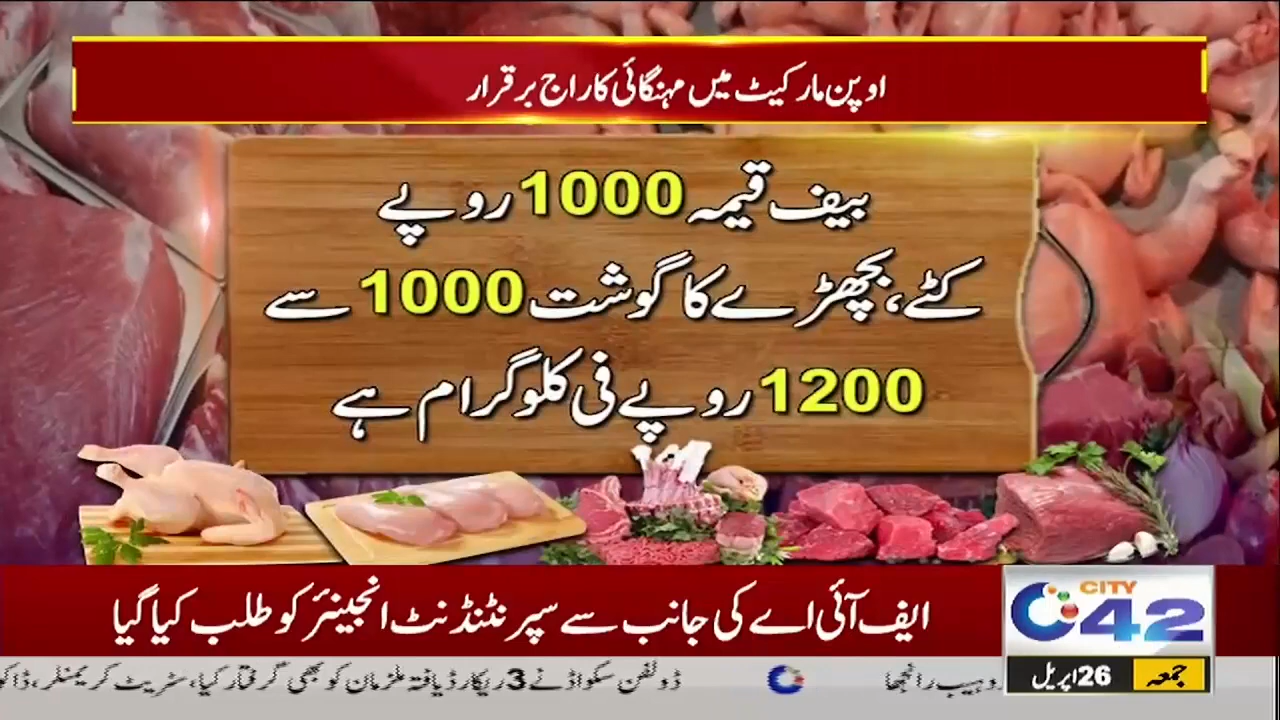 اوپن مارکیٹ میں مہنگائی کا راج برقرار
بیف قیمہ 1000 روپے
کٹے، بچھڑے کا گوشت 1000 سے
1200 روپے فی کلوگرام ہے
ایف آئی اے کی جانب سے سپرنٹنڈنٹ انجینئر کو طلب کیا گیا
CITY
42
وہیب رانجھا
ڈولفن سکواڈ نے 3 ریکارڈ یافتہ ملزمان کو بھی گرفتار کیا، سٹریٹ کریمنلز،
جمعہ
26 اپریل